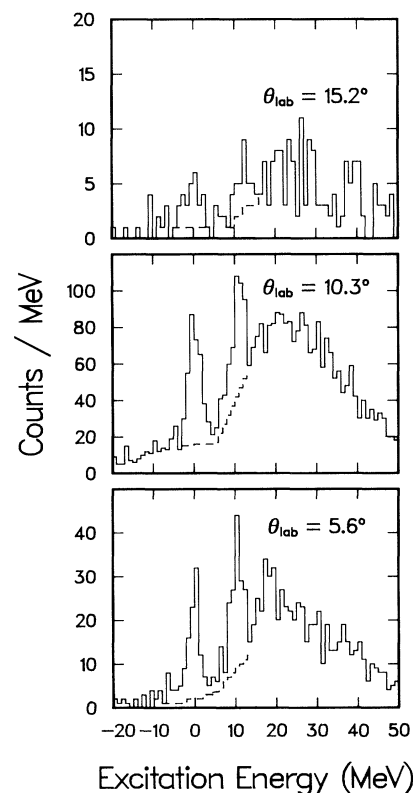 20
15
10
5
0
θlab = 15.2°
100
80
60
40
20
0
θlab = 10.3°
40
30
20
10
0
θlab = 5.6°
−20 −10 0 10 20 30 40 50
Counts / MeV
Excitation Energy (MeV)